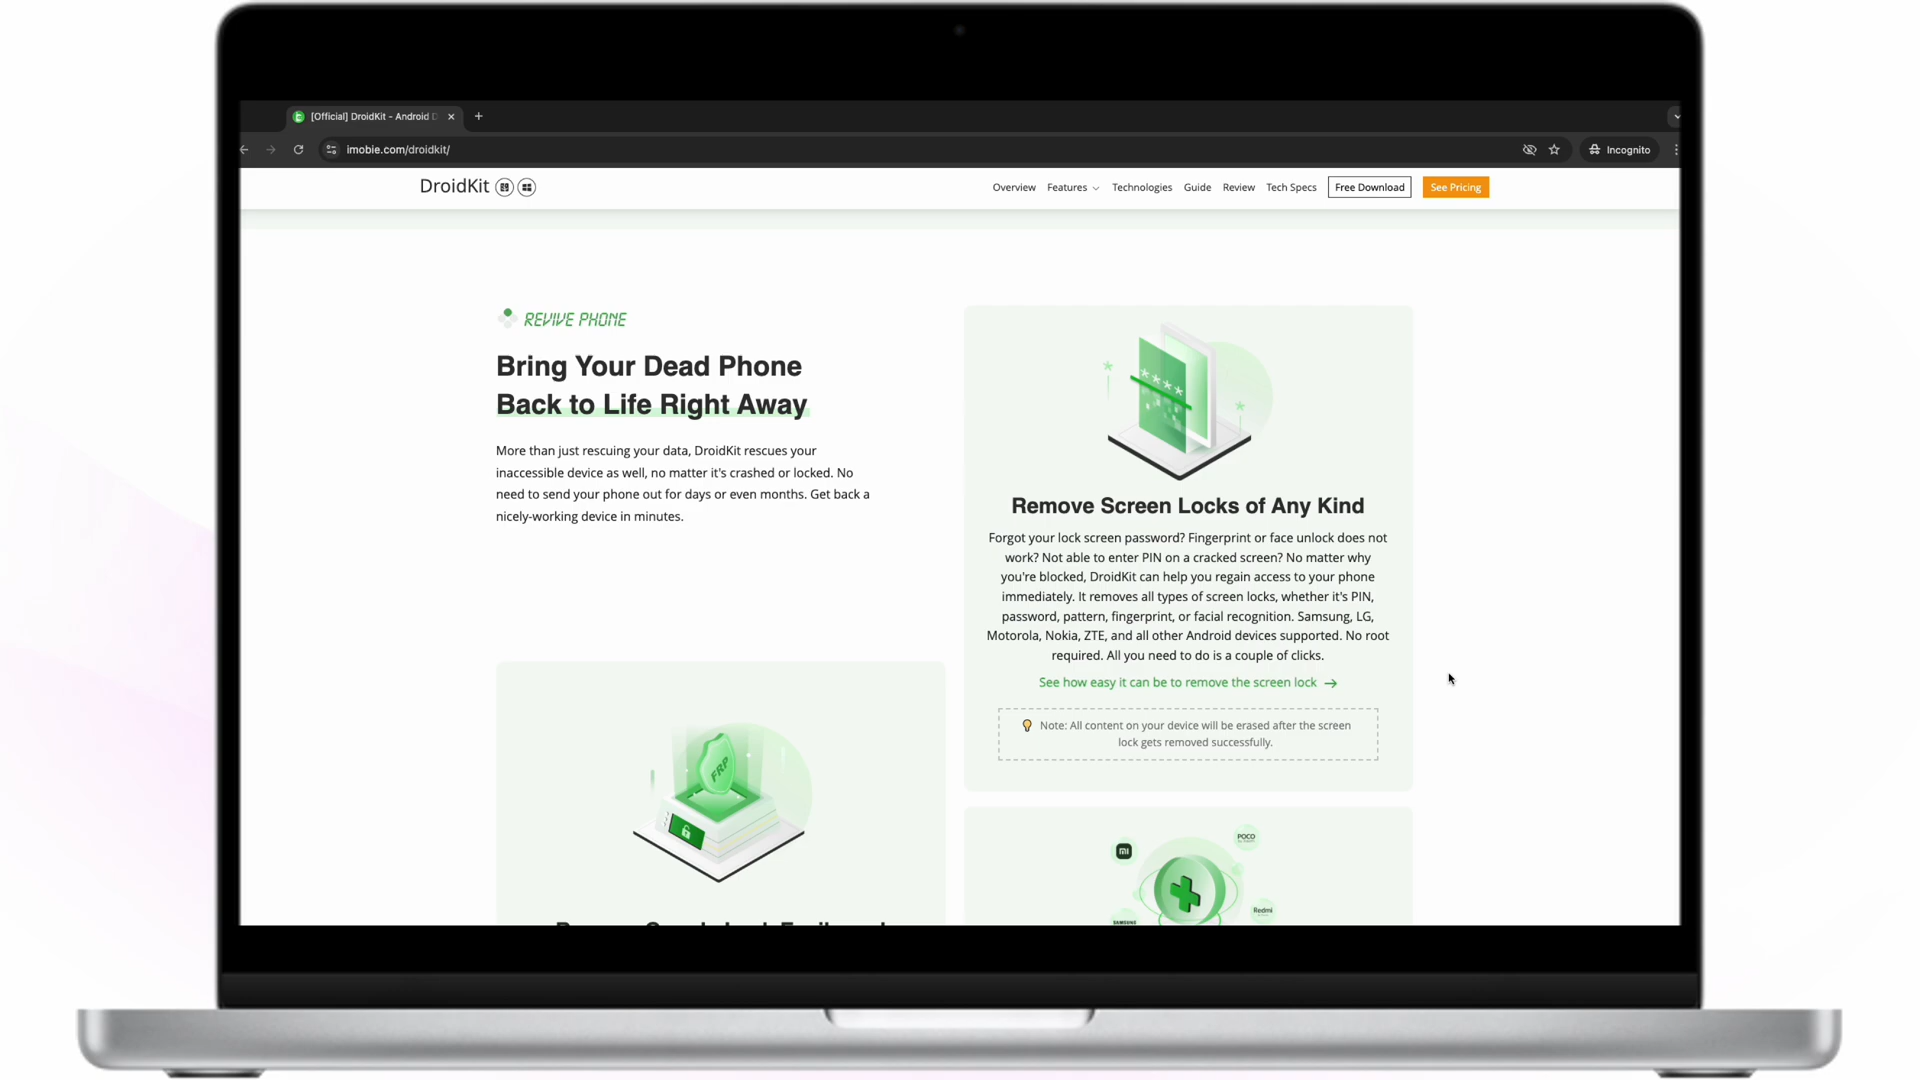 [Official] DroidKit - Android D
imobie.com/droidkit/
Incognito
DroidKit
Overview Features Technologies Guide Review Tech Specs Free Download See Pricing
REVIVE PHONE
Bring Your Dead Phone
Back to Life Right Away
More than just rescuing your data, DroidKit rescues your
inaccessible device as well, no matter it's crashed or locked. No
need to send your phone out for days or even months. Get back a
nicely-working device in minutes.
Remove Screen Locks of Any Kind
Forgot your lock screen password? Fingerprint or face unlock does not
work? Not able to enter PIN on a cracked screen? No matter why
you're blocked, DroidKit can help you regain access to your phone
immediately. It removes all types of screen locks, whether it's PIN,
password, pattern, fingerprint, or facial recognition. Samsung, LG,
Motorola, Nokia, ZTE, and all other Android devices supported. No root
required. All you need to do is a couple of clicks.
See how easy it can be to remove the screen lock
Note: All content on your device will be erased after the screen
lock gets removed successfully.
FRP
POCO
Redmi
SAMSUNG